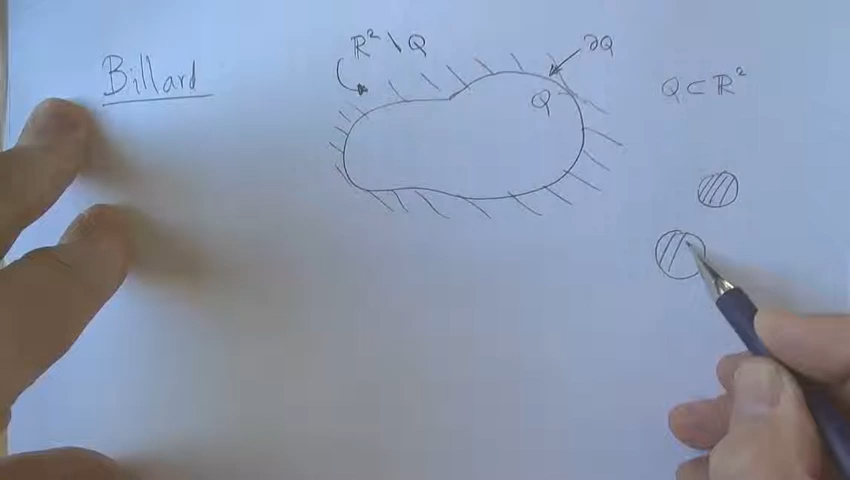 Billard
ℝ² \ Q
∂Q
Q
Q ⊂ ℝ²